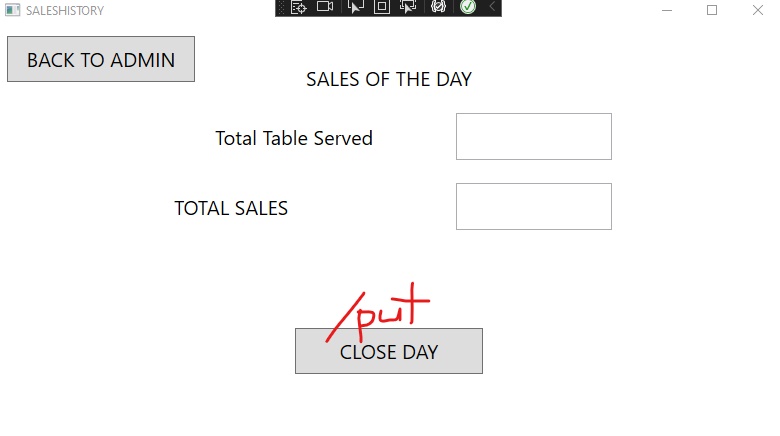 SALESHISTORY
BACK TO ADMIN
SALES OF THE DAY
Total Table Served
TOTAL SALES
/put
CLOSE DAY